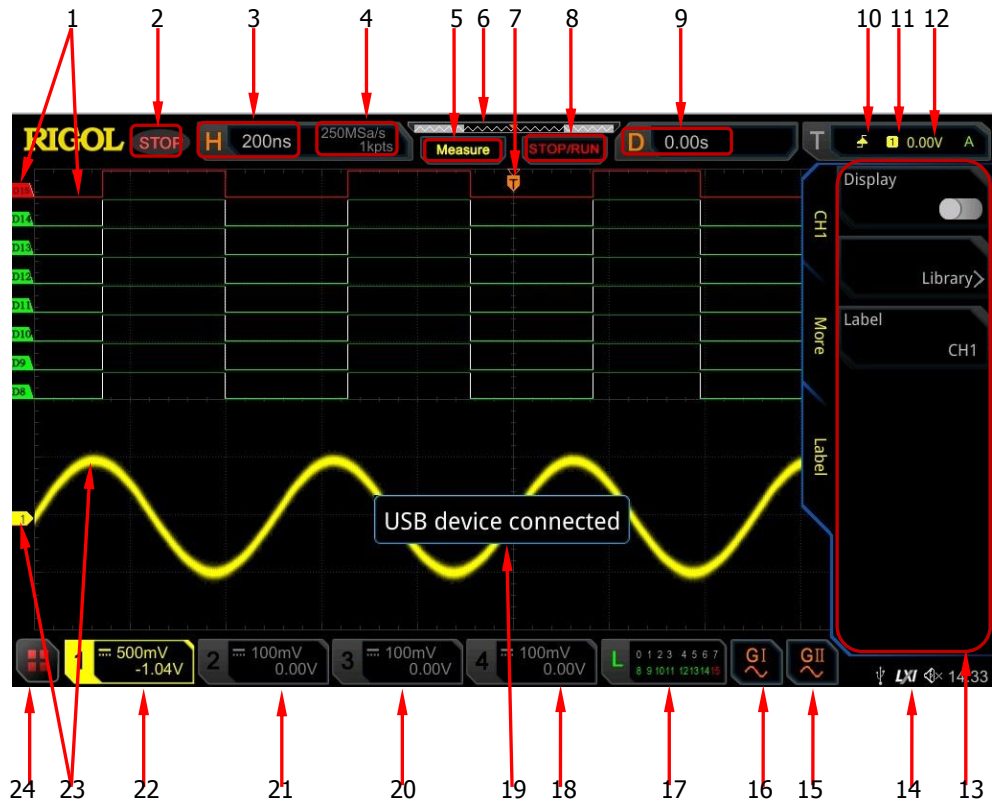 1 2 3 4 5 6 7 8 9 10 11 12
RIGOL STOP H 200ns 250MSa/s 1kpts Measure STOP/RUN D 0.00s T 1 0.00V A
T
D15
D14
D13
D12
D11
D10
D9
D8
1
CH1
More
Label
Display
Library>
Label
CH1
USB device connected
1 500mV -1.04V
2 100mV 0.00V
3 100mV 0.00V
4 100mV 0.00V
L 0 1 2 3 4 5 6 7
8 9 10 11 12 13 14 15
GI
GII
LXI 14:33
24 23 22 21 20 19 18 17 16 15 14 13